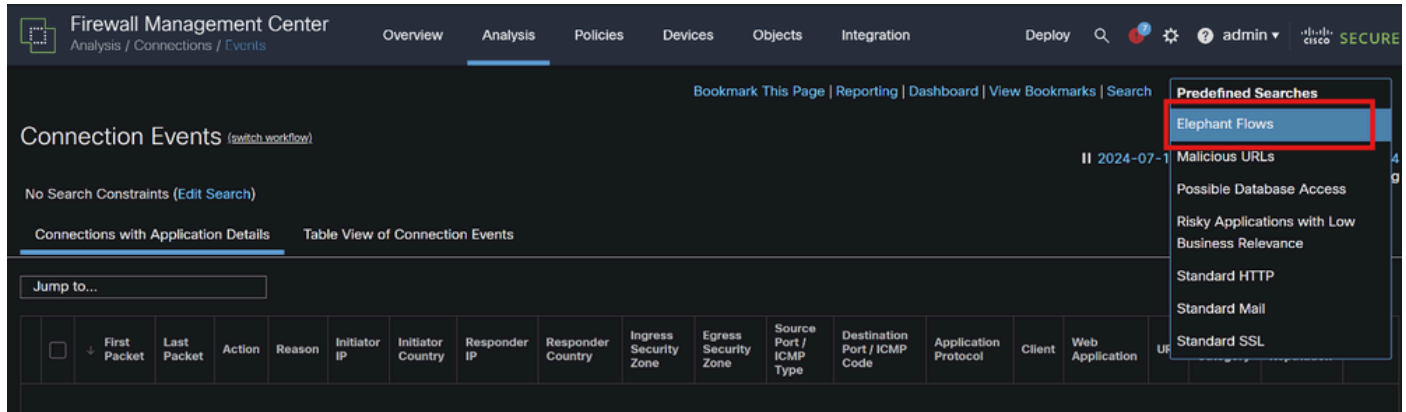 Firewall Management Center
Analysis / Connections / Events
Overview Analysis Policies Devices Objects Integration Deploy 7 ? admin cisco SECURE
Bookmark This Page | Reporting | Dashboard | View Bookmarks | Search
Predefined Searches
Elephant Flows
Malicious URLs
Possible Database Access
Risky Applications with Low
Business Relevance
Standard HTTP
Standard Mail
Standard SSL
Connection Events (switch workflow)
2024-07-1
No Search Constraints (Edit Search)
Connections with Application Details Table View of Connection Events
Jump to...
First Packet
Last Packet
Action
Reason
Initiator IP
Initiator Country
Responder IP
Responder Country
Ingress Security Zone
Egress Security Zone
Source Port / ICMP Type
Destination Port / ICMP Code
Application Protocol
Client
Web Application